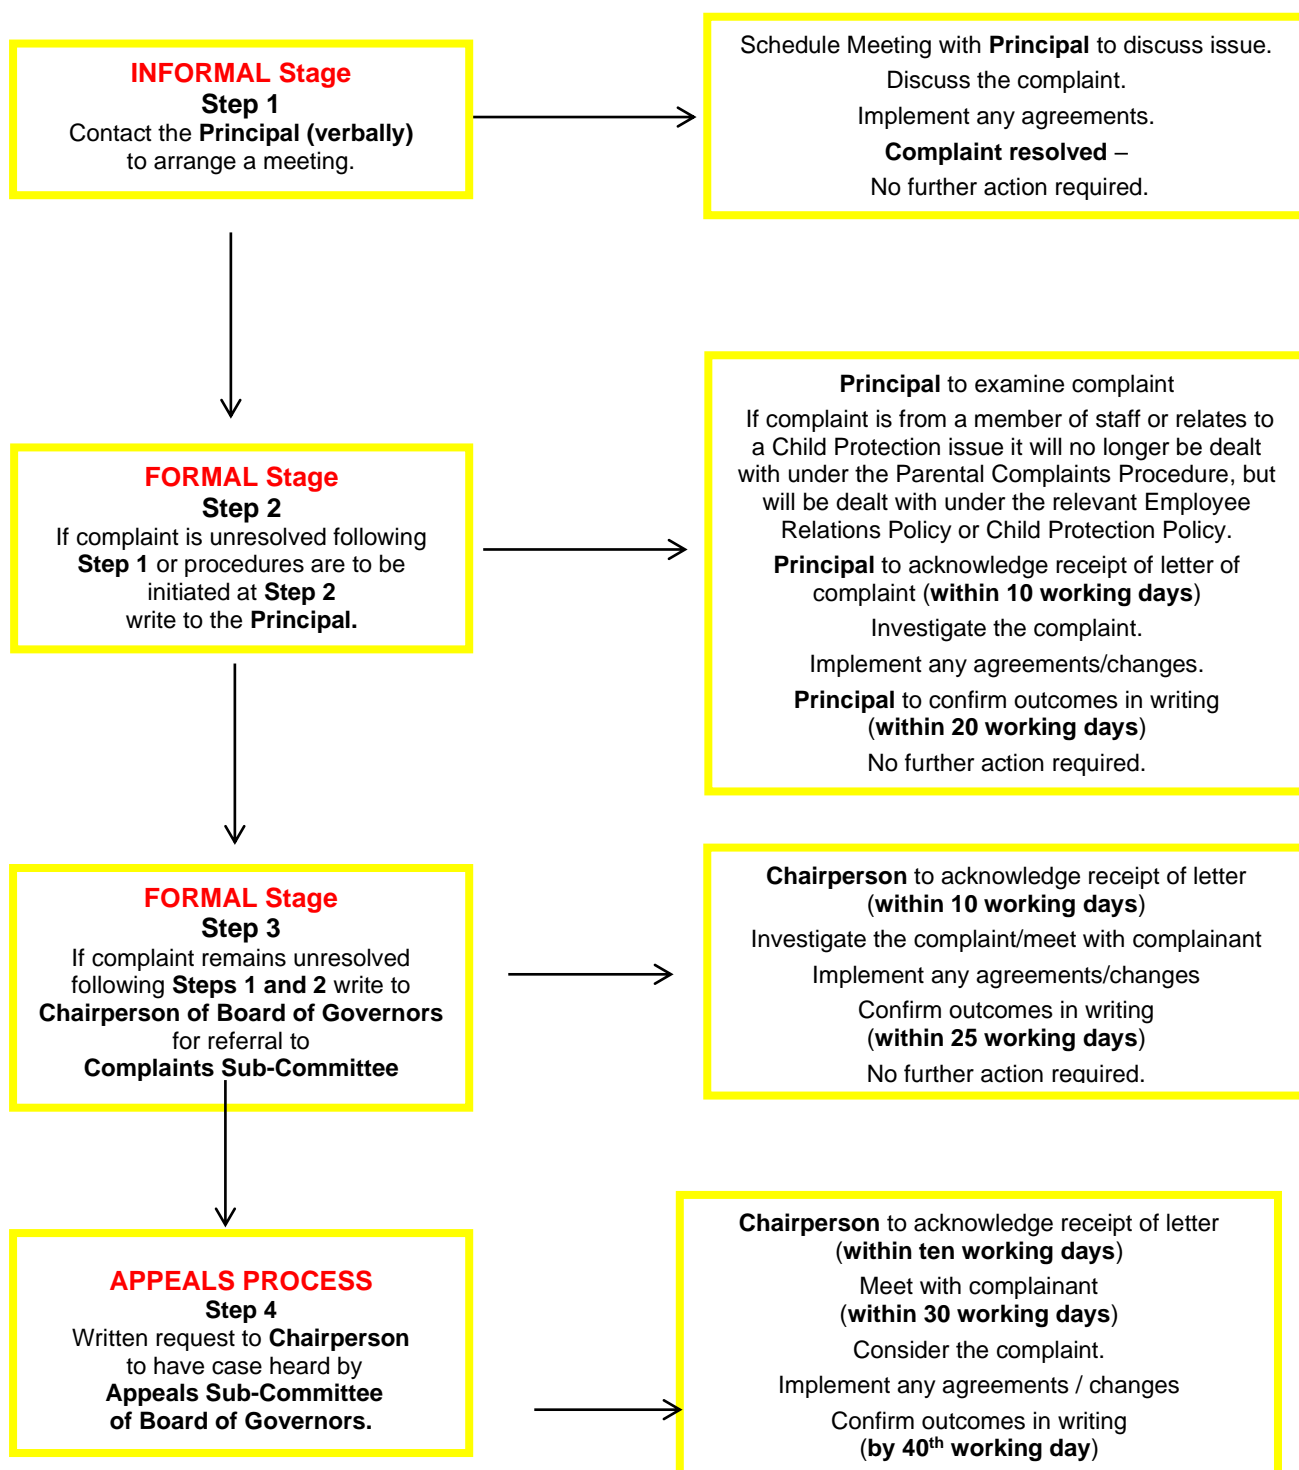 INFORMAL Stage
Step 1
Contact the Principal (verbally)
to arrange a meeting.
Schedule Meeting with Principal to discuss issue.
Discuss the complaint.
Implement any agreements.
Complaint resolved –
No further action required.
FORMAL Stage
Step 2
If complaint is unresolved following
Step 1 or procedures are to be
initiated at Step 2
write to the Principal.
Principal to examine complaint
If complaint is from a member of staff or relates to
a Child Protection issue it will no longer be dealt
with under the Parental Complaints Procedure, but
will be dealt with under the relevant Employee
Relations Policy or Child Protection Policy.
Principal to acknowledge receipt of letter of
complaint (within 10 working days)
Investigate the complaint.
Implement any agreements/changes.
Principal to confirm outcomes in writing
(within 20 working days)
No further action required.
FORMAL Stage
Step 3
If complaint remains unresolved
following Steps 1 and 2 write to
Chairperson of Board of Governors
for referral to
Complaints Sub-Committee
Chairperson to acknowledge receipt of letter
(within 10 working days)
Investigate the complaint/meet with complainant
Implement any agreements/changes
Confirm outcomes in writing
(within 25 working days)
No further action required.
APPEALS PROCESS
Step 4
Written request to Chairperson
to have case heard by
Appeals Sub-Committee
of Board of Governors.
Chairperson to acknowledge receipt of letter
(within ten working days)
Meet with complainant
(within 30 working days)
Consider the complaint.
Implement any agreements / changes
Confirm outcomes in writing
(by 40th working day)